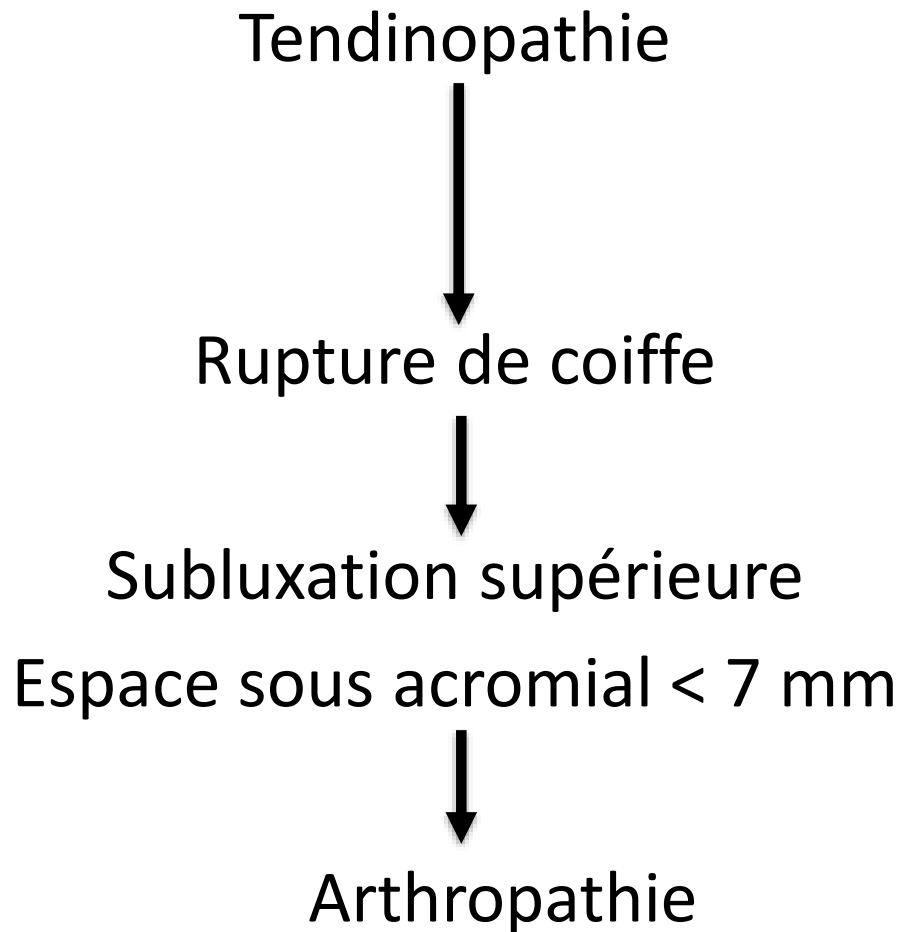 Tendinopathie
Rupture de coiffe
Subluxation supérieure
Espace sous acromial < 7 mm
Arthropathie